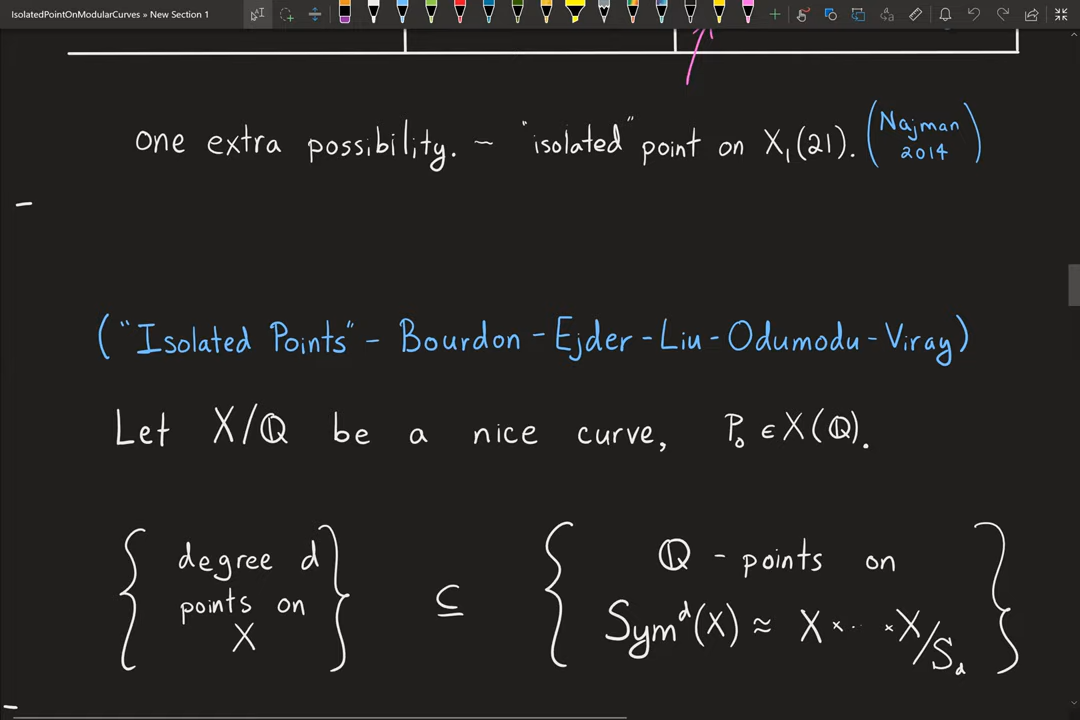 IsolatedPointOnModularCurves » New Section 1
one extra possibility. ~ "isolated" point on X₁(21). (Najman 2014)
("Isolated Points" - Bourdon - Ejder - Liu - Odumodu - Viray)
Let X/ℚ be a nice curve, P₀ ∈ X(ℚ).
{ degree d points on X } ⊆ { ℚ - points on Symᵈ(X) ≈ X × ⋯ × X / S_d }